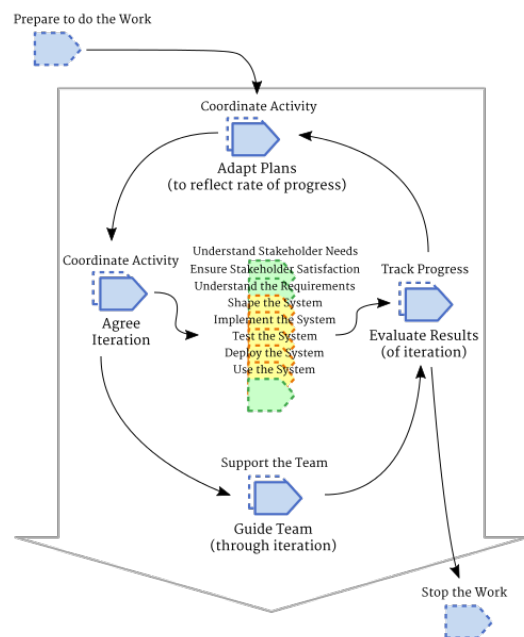 Prepare to do the Work
Coordinate Activity
Adapt Plans
(to reflect rate of progress)
Coordinate Activity
Agree
Iteration
Understand Stakeholder Needs
Ensure Stakeholder Satisfaction
Understand the Requirements
Shape the System
Implement the System
Test the System
Deploy the System
Use the System
Track Progress
Evaluate Results
(of iteration)
Support the Team
Guide Team
(through iteration)
Stop the Work